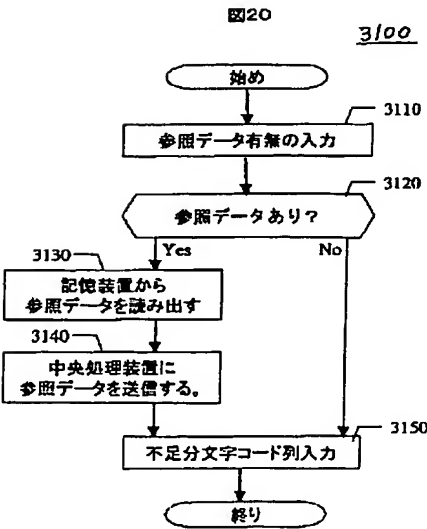 図20
3100
始め
3110
参照データ有無の入力
3120
参照データあり?
Yes
No
3130
記憶装置から
参照データを読み出す
3140
中央処理装置に
参照データを送信する。
3150
不足分文字コード列入力
終り